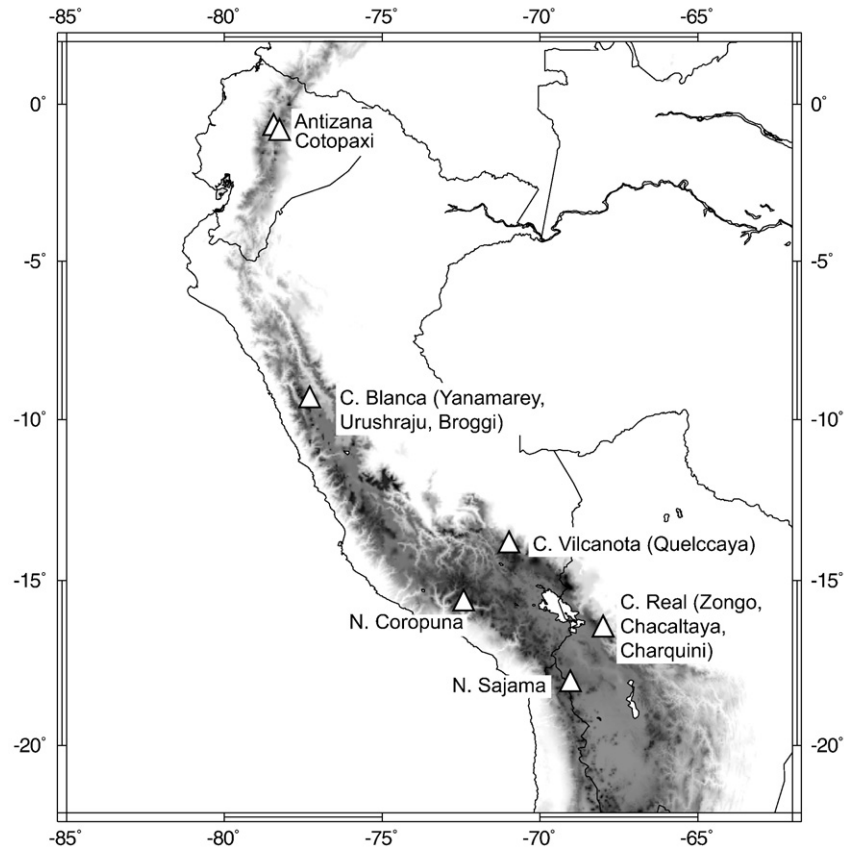 -85° -80° -75° -70° -65°
0° 0°
Antizana
Cotopaxi
-5° -5°
C. Blanca (Yanamarey,
Urushraju, Broggi)
-10° -10°
C. Vilcanota (Quelccaya)
-15° -15°
C. Real (Zongo,
N. Coropuna
Chacaltaya,
Charquini)
N. Sajama
-20° -20°
-85° -80° -75° -70° -65°